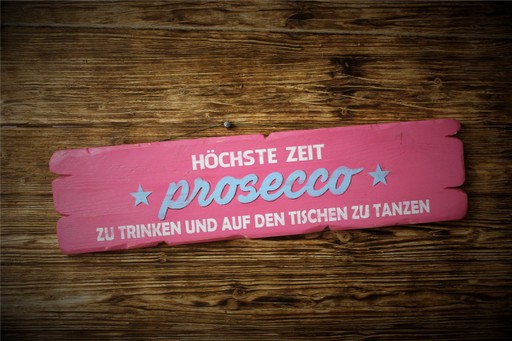 HÖCHSTE ZEIT
prosecco
ZU TRINKEN UND AUF DEN TISCHEN ZU TANZEN